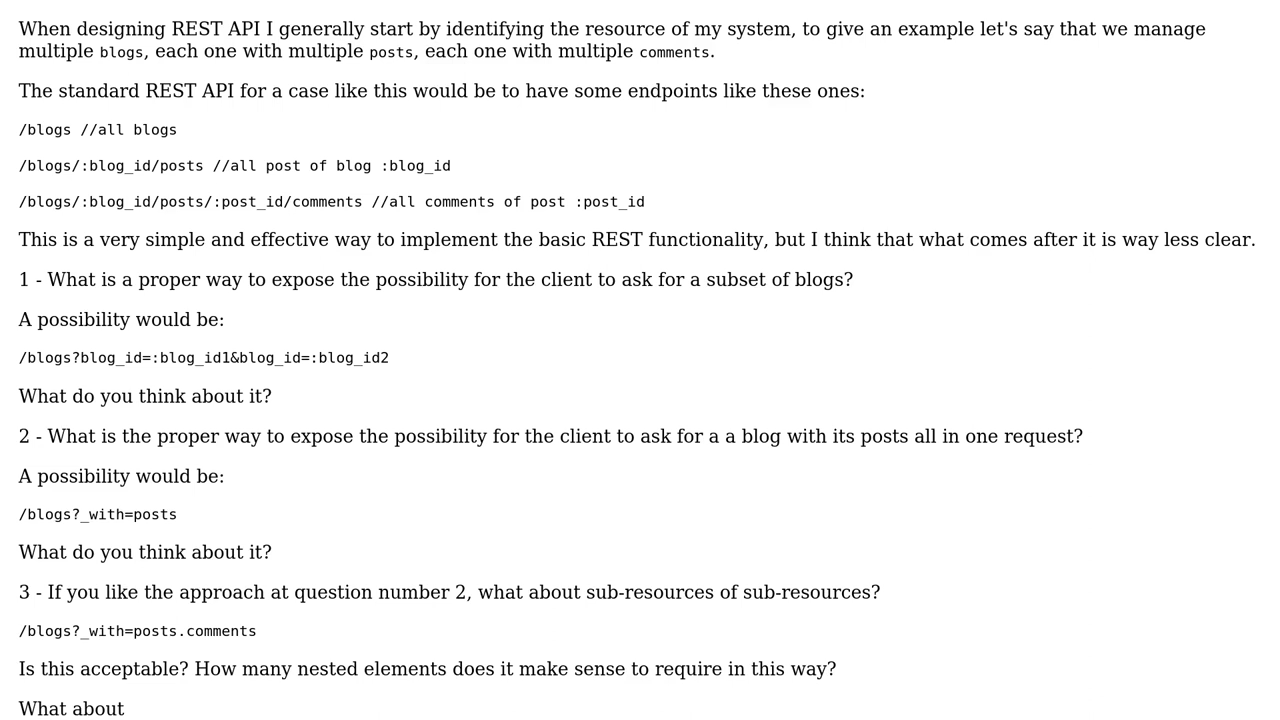 When designing REST API I generally start by identifying the resource of my system, to give an example let's say that we manage
multiple blogs, each one with multiple posts, each one with multiple comments.
The standard REST API for a case like this would be to have some endpoints like these ones:
/blogs //all blogs
/blogs/:blog_id/posts //all post of blog :blog_id
/blogs/:blog_id/posts/:post_id/comments //all comments of post :post_id
This is a very simple and effective way to implement the basic REST functionality, but I think that what comes after it is way less clear.
1 - What is a proper way to expose the possibility for the client to ask for a subset of blogs?
A possibility would be:
/blogs?blog_id=:blog_id1&blog_id=:blog_id2
What do you think about it?
2 - What is the proper way to expose the possibility for the client to ask for a a blog with its posts all in one request?
A possibility would be:
/blogs?_with=posts
What do you think about it?
3 - If you like the approach at question number 2, what about sub-resources of sub-resources?
/blogs?_with=posts.comments
Is this acceptable? How many nested elements does it make sense to require in this way?
What about